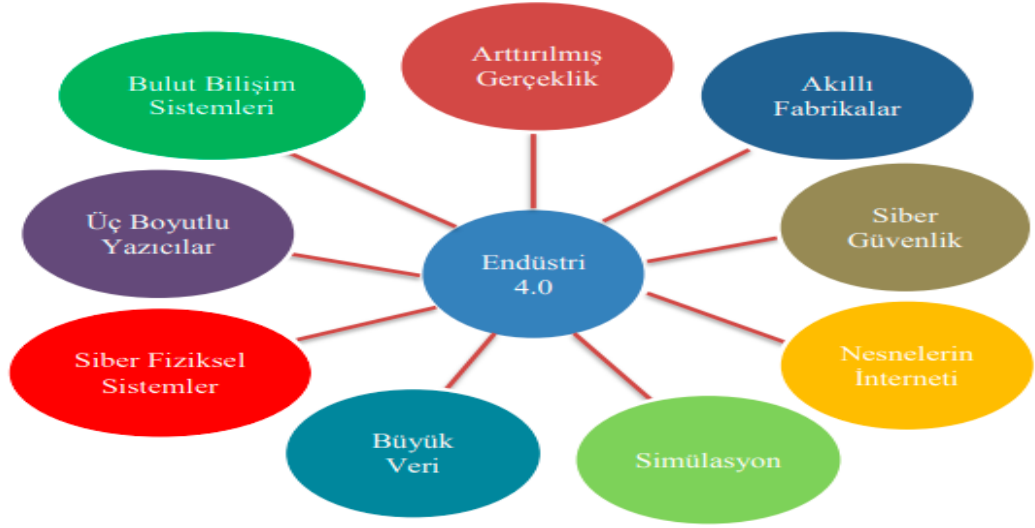 Arttırılmış
Gerçeklik
Bulut Bilişim
Sistemleri
Akıllı
Fabrikalar
Üç Boyutlu
Yazıcılar
Siber
Güvenlik
Endüstri
4.0
Siber Fiziksel
Sistemler
Nesnelerin
İnterneti
Büyük
Veri
Simülasyon